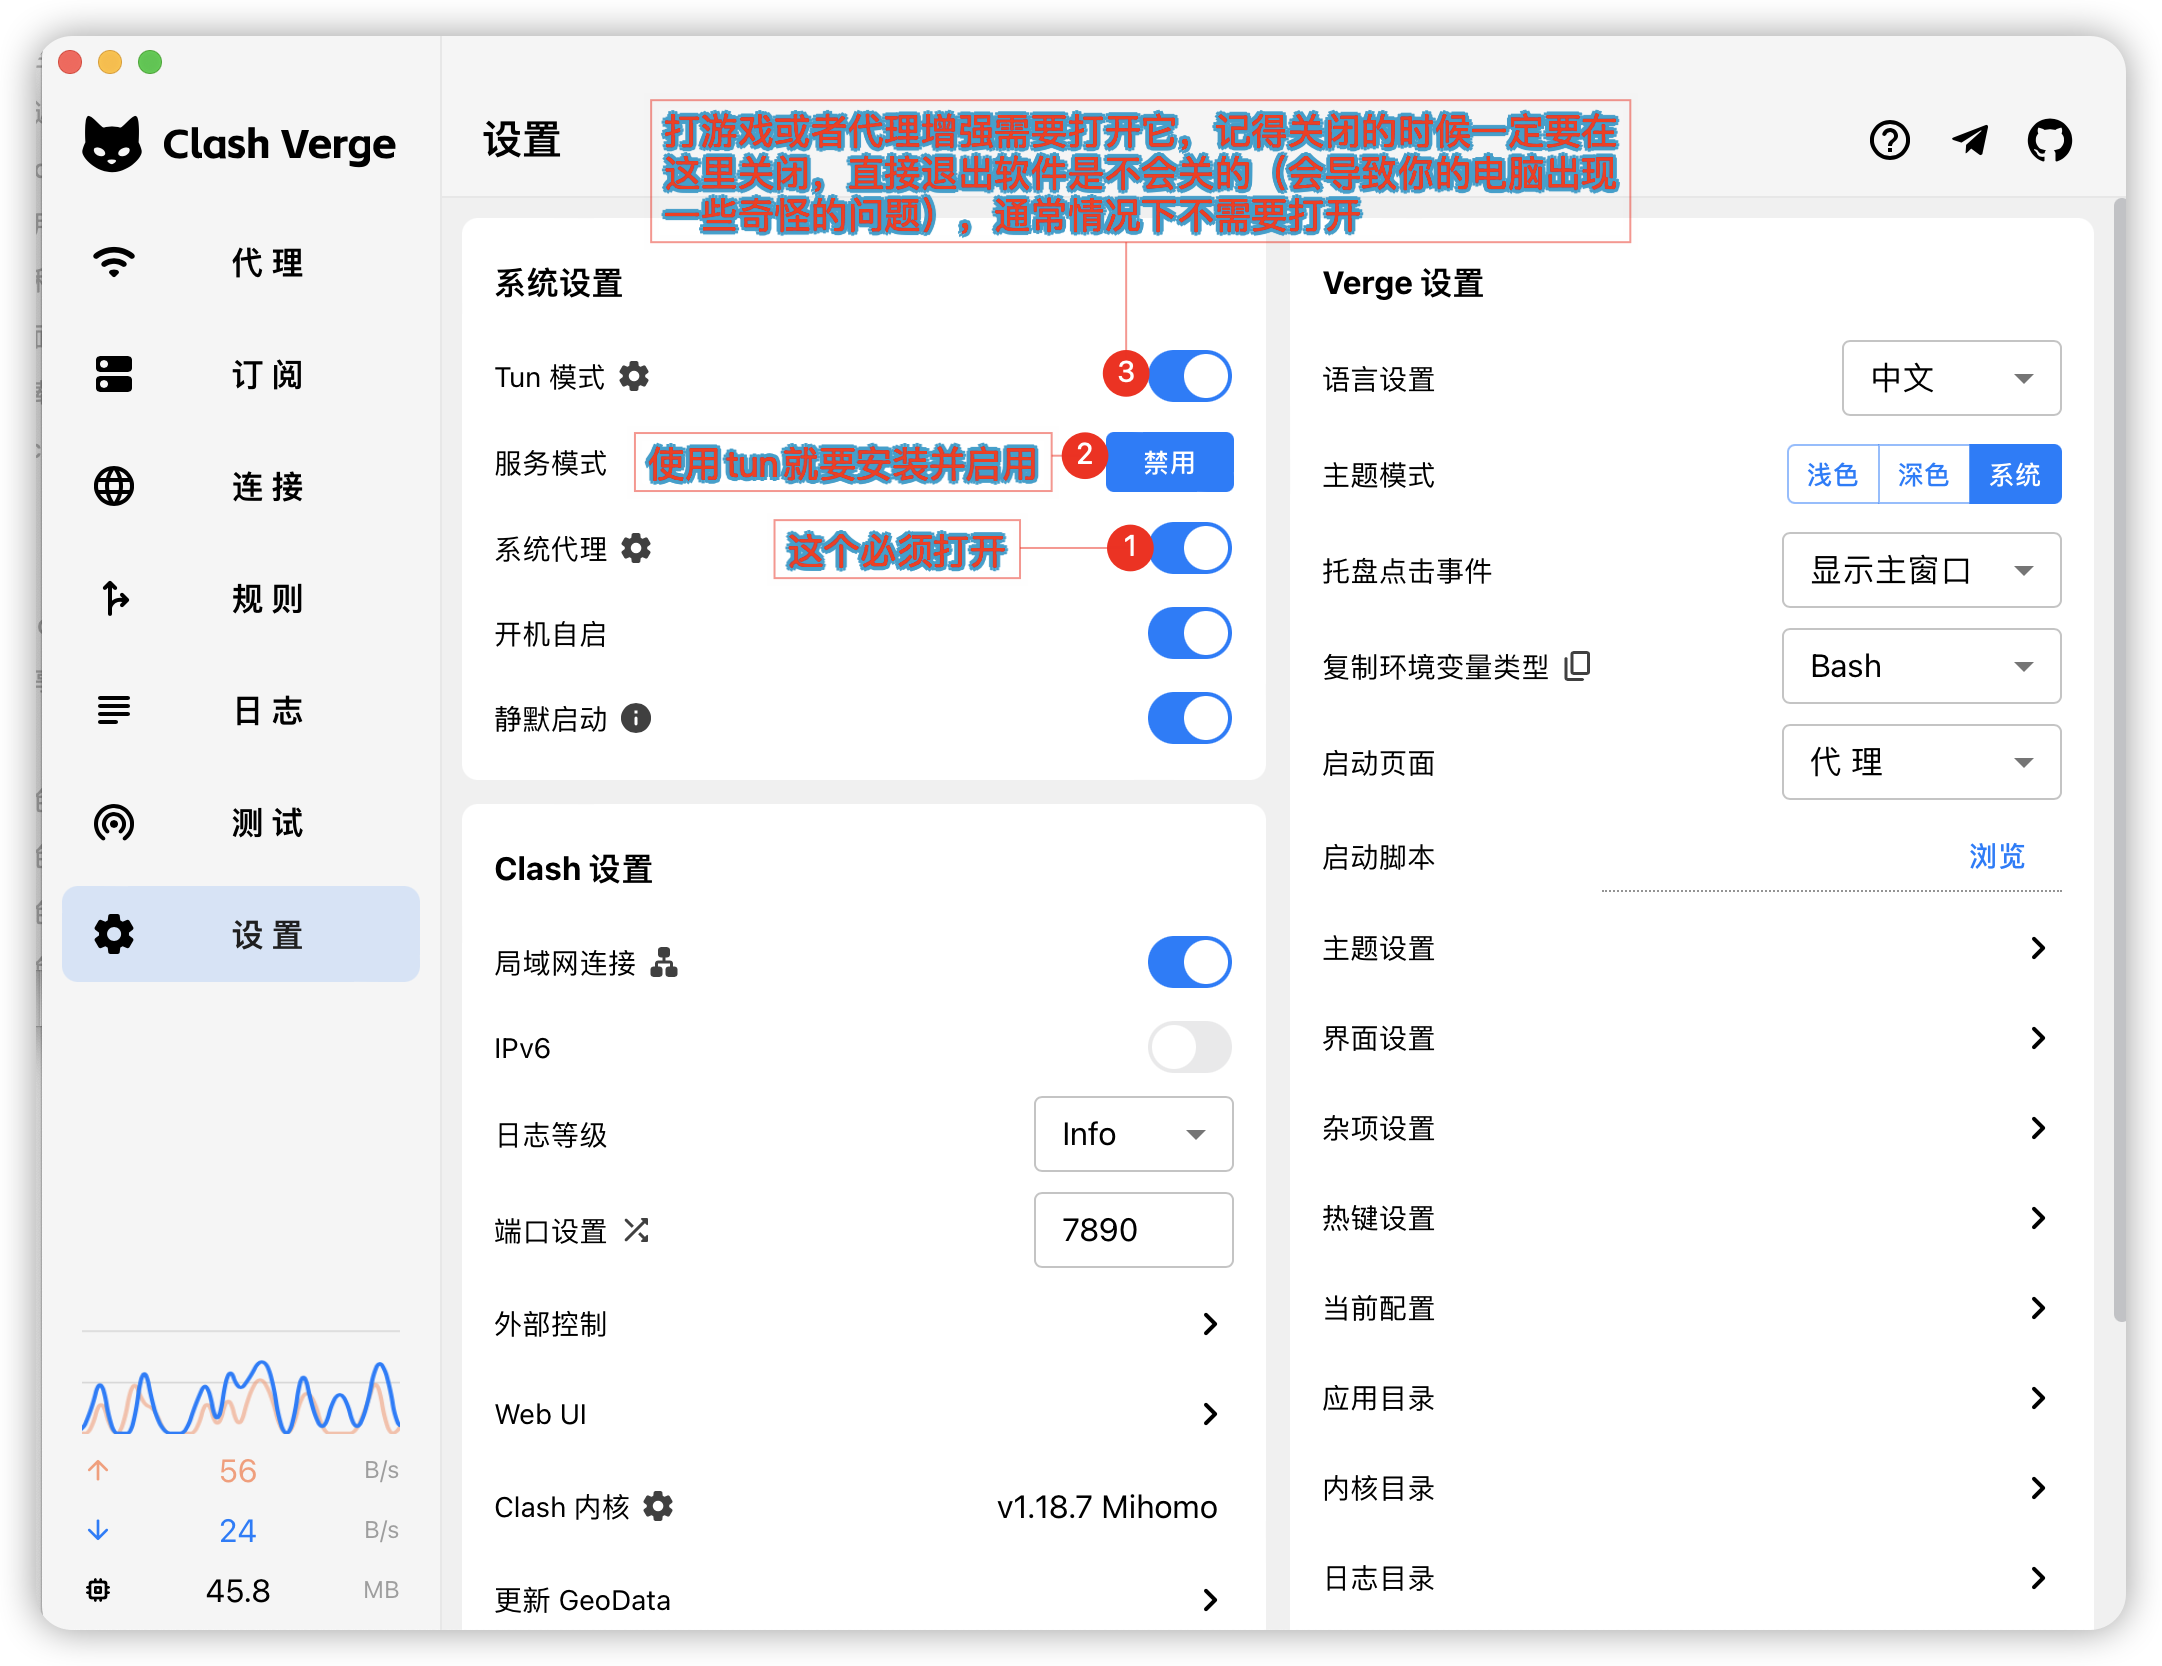 Clash Verge
代 理
订 阅
连 接
规 则
日 志
测 试
设 置
56 B/s
24 B/s
45.8 MB
设置
打游戏或者代理增强需要打开它，记得关闭的时候一定要在
这里关闭，直接退出软件是不会关的（会导致你的电脑出现
一些奇怪的问题），通常情况下不需要打开
系统设置
Tun 模式
3
服务模式
使用tun就要安装并启用
2
禁用
系统代理
这个必须打开
1
开机自启
静默启动
Clash 设置
局域网连接
IPv6
日志等级
Info
端口设置
7890
外部控制
Web UI
Clash 内核
v1.18.7 Mihomo
更新 GeoData
Verge 设置
语言设置
中文
主题模式
浅色 深色 系统
托盘点击事件
显示主窗口
复制环境变量类型
Bash
启动页面
代 理
启动脚本
浏览
主题设置
界面设置
杂项设置
热键设置
当前配置
应用目录
内核目录
日志目录